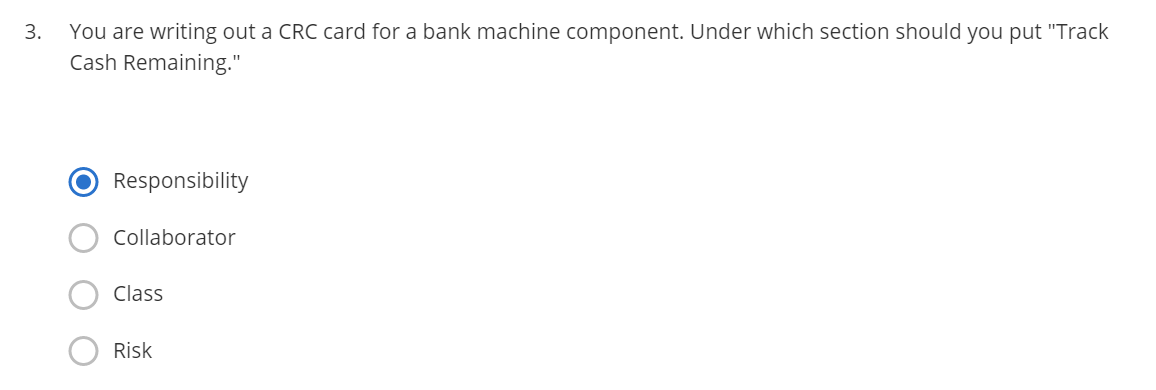 3. You are writing out a CRC card for a bank machine component. Under which section should you put "Track
Cash Remaining."
Responsibility
Collaborator
Class
Risk